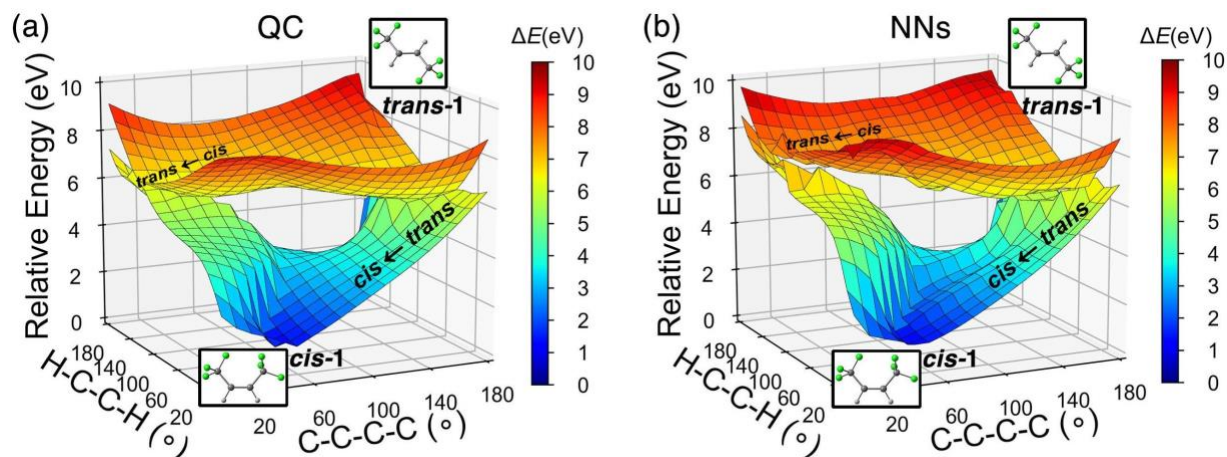 (a)
QC
trans-1
ΔE(eV)
10
9
8
7
6
5
4
3
2
1
0
Relative Energy (eV)
10
8
6
4
2
0
trans ← cis
cis ← trans
cis-1
H-C-C-H (°)
180
140
100
60
20
C-C-C-C (°)
20
60
100
140
180
(b)
NNs
trans-1
ΔE(eV)
10
9
8
7
6
5
4
3
2
1
0
Relative Energy (eV)
10
8
6
4
2
0
trans ← cis
cis ← trans
cis-1
H-C-C-H (°)
180
140
100
60
20
C-C-C-C (°)
20
60
100
140
180